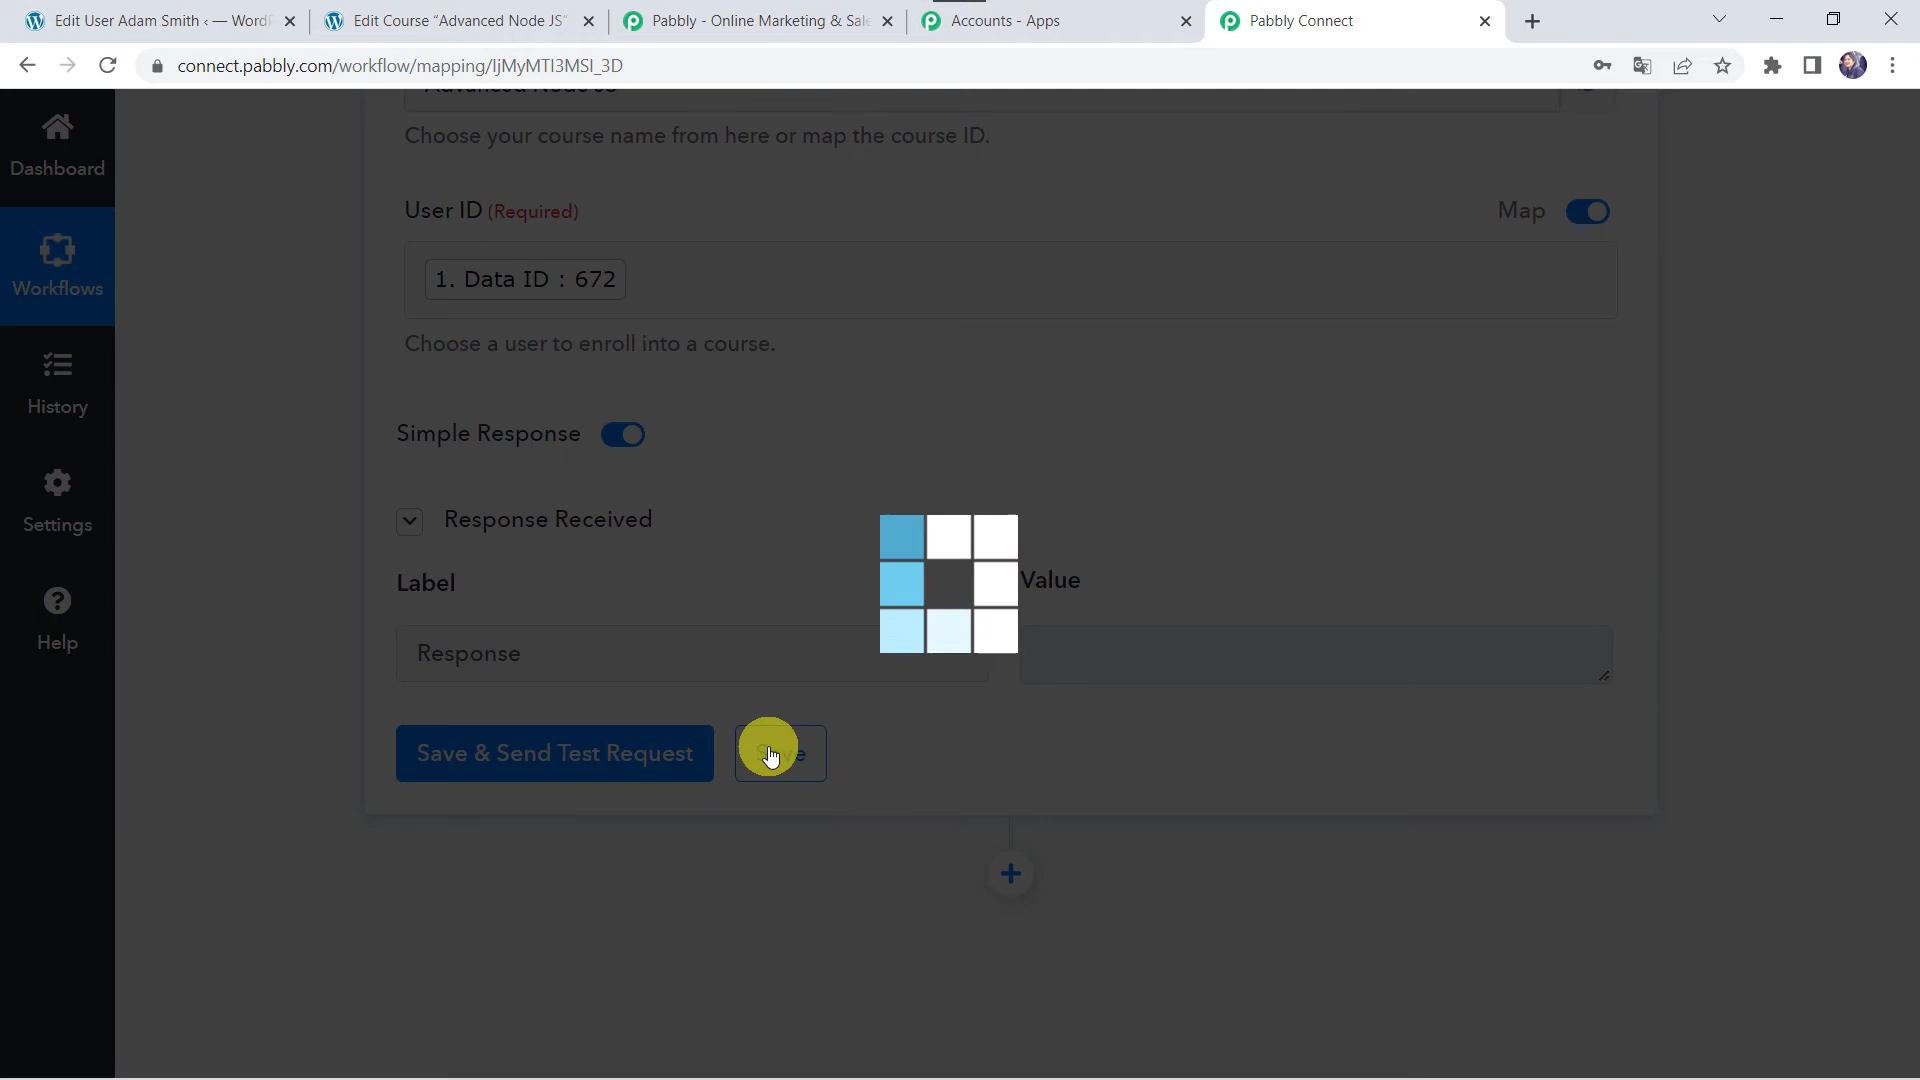 Edit User Adam Smith ‹ — WordP
Edit Course “Advanced Node JS”
Pabbly - Online Marketing & Sale
Accounts - Apps
Pabbly Connect
connect.pabbly.com/workflow/mapping/IjMyMTI3MSI_3D
Dashboard
Workflows
History
Settings
Help
Advanced Node JS
Choose your course name from here or map the course ID.
User ID (Required)
Map
1. Data ID : 672
Choose a user to enroll into a course.
Simple Response
Response Received
Label
Value
Response
Save & Send Test Request
Save